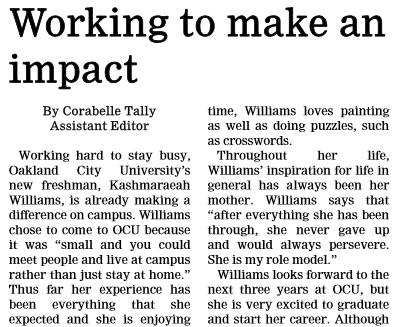 Working to make an
impact
By Corabelle Tally
Assistant Editor
Working hard to stay busy,
Oakland City University's
new freshman, Kashmaraeah
Williams, is already making a
difference on campus. Williams
chose to come to OCU because
it was “small and you could
meet people and live at campus
rather than just stay at home.”
Thus far her experience has
been everything that she
expected and she is enjoying
time, Williams loves painting
as well as doing puzzles, such
as crosswords.
Throughout her life,
Williams' inspiration for life in
general has always been her
mother. Williams says that
“after everything she has been
through, she never gave up
and would always persevere.
She is my role model.”
Williams looks forward to the
next three years at OCU, but
she is very excited to graduate
and start her career. Although